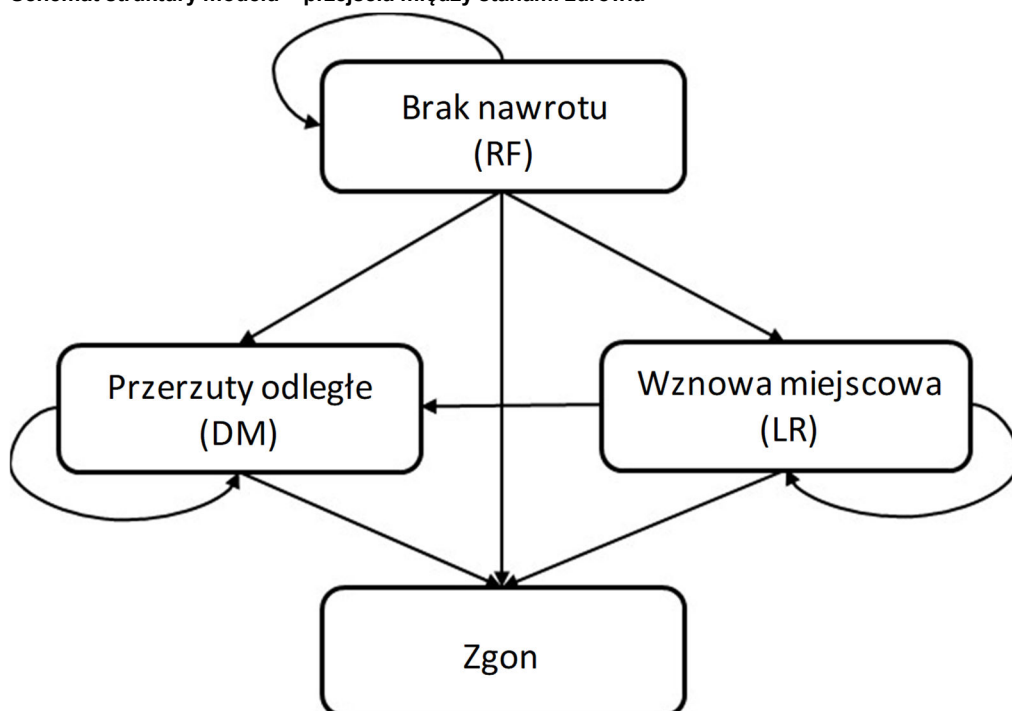 Brak nawrotu
(RF)
Przerzuty odległe
(DM)
Wznowa miejscowa
(LR)
Zgon